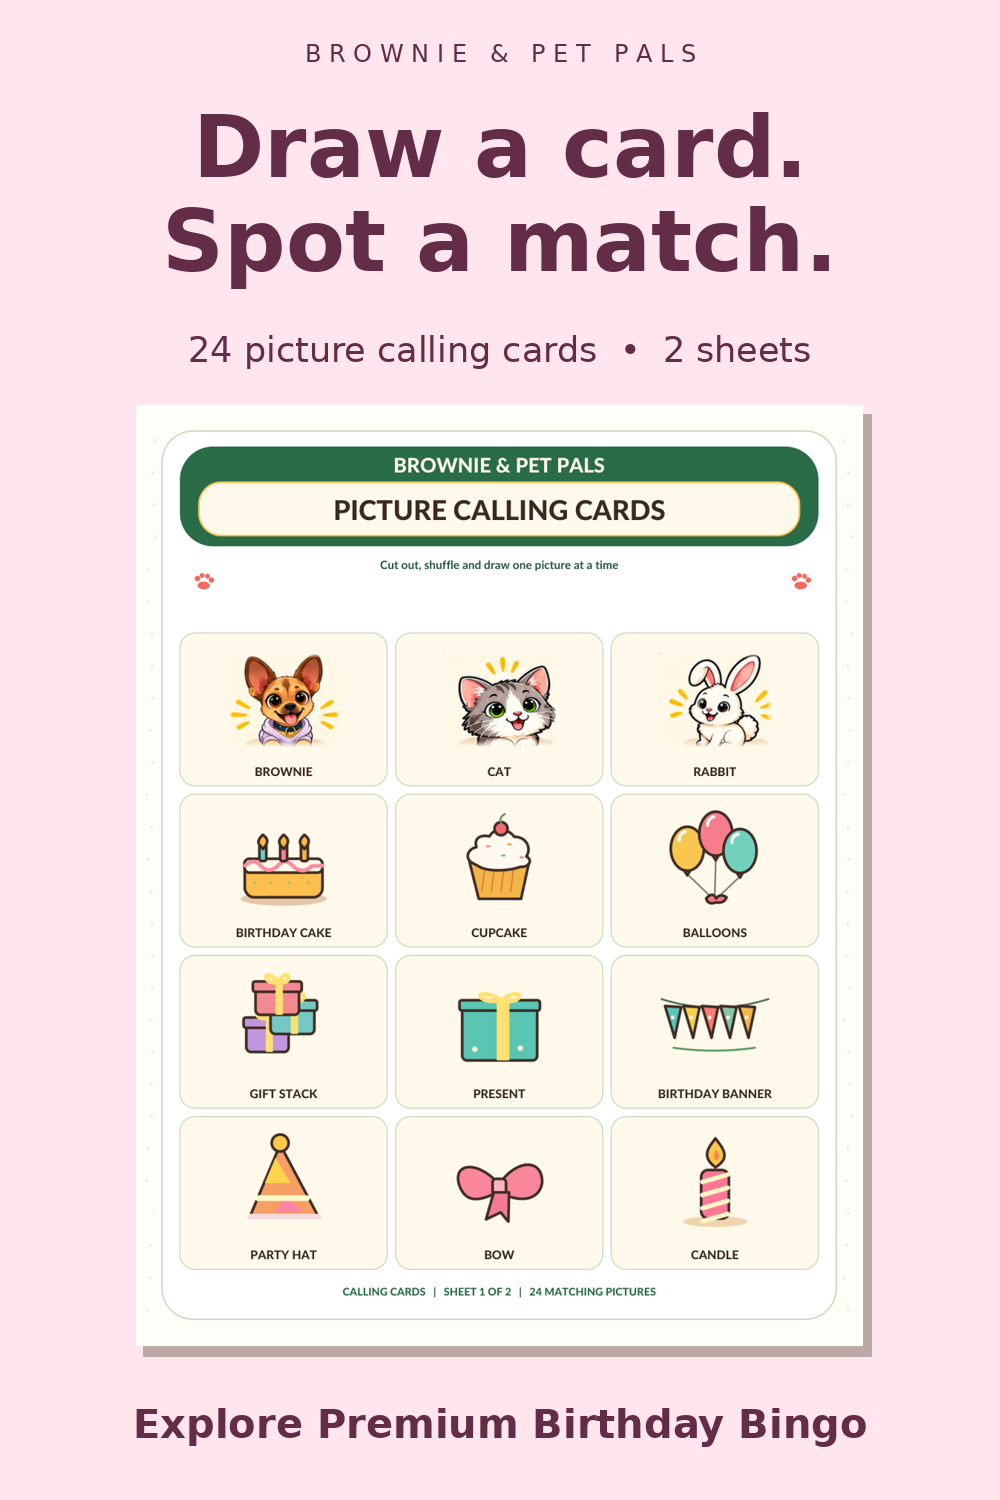 BROWNIE & PET PALS
Draw a card.
Spot a match.
24 picture calling cards • 2 sheets
BROWNIE & PET PALS
PICTURE CALLING CARDS
Cut out, shuffle and draw one picture at a time
BROWNIE
CAT
RABBIT
BIRTHDAY CAKE
CUPCAKE
BALLOONS
GIFT STACK
PRESENT
BIRTHDAY BANNER
PARTY HAT
BOW
CANDLE
CALLING CARDS | SHEET 1 OF 2 | 24 MATCHING PICTURES
Explore Premium Birthday Bingo